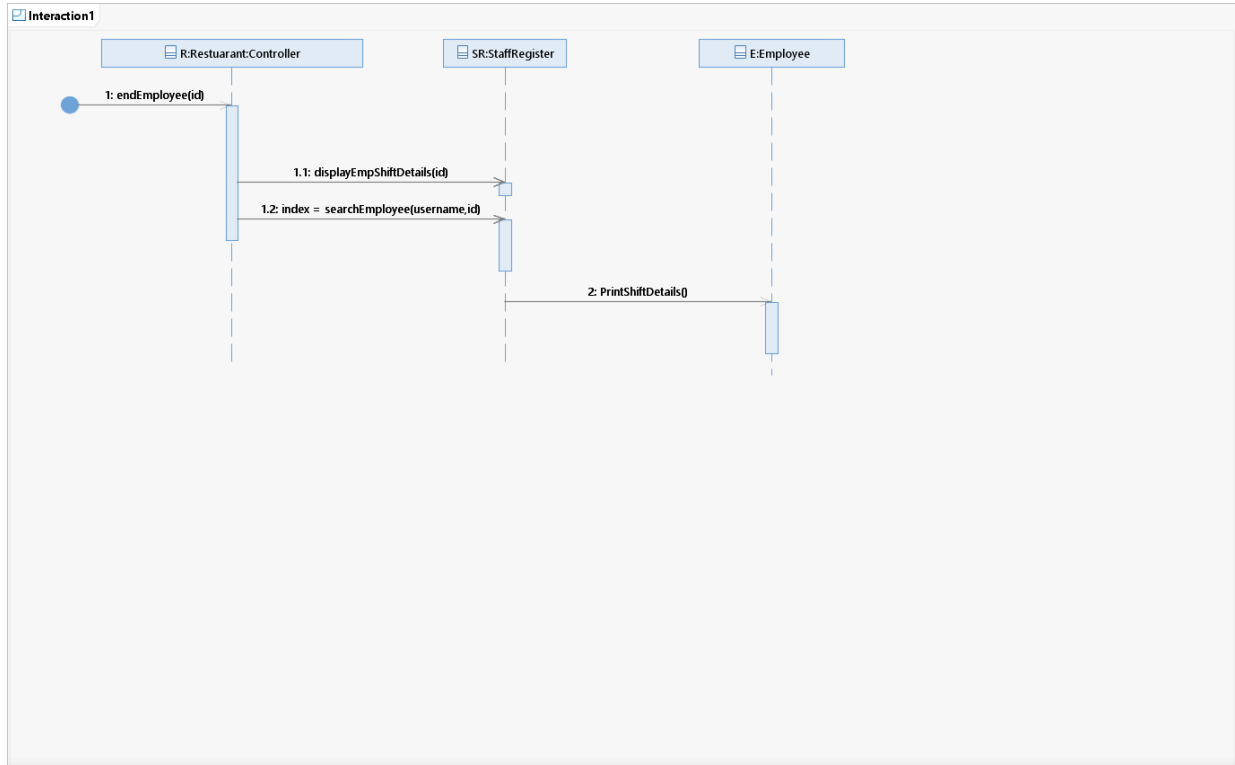 Interaction1
R:Restuarant:Controller
SR:StaffRegister
E:Employee
1: endEmployee(id)
1.1: displayEmpShiftDetails(id)
1.2: index = searchEmployee(username,id)
2: PrintShiftDetails()